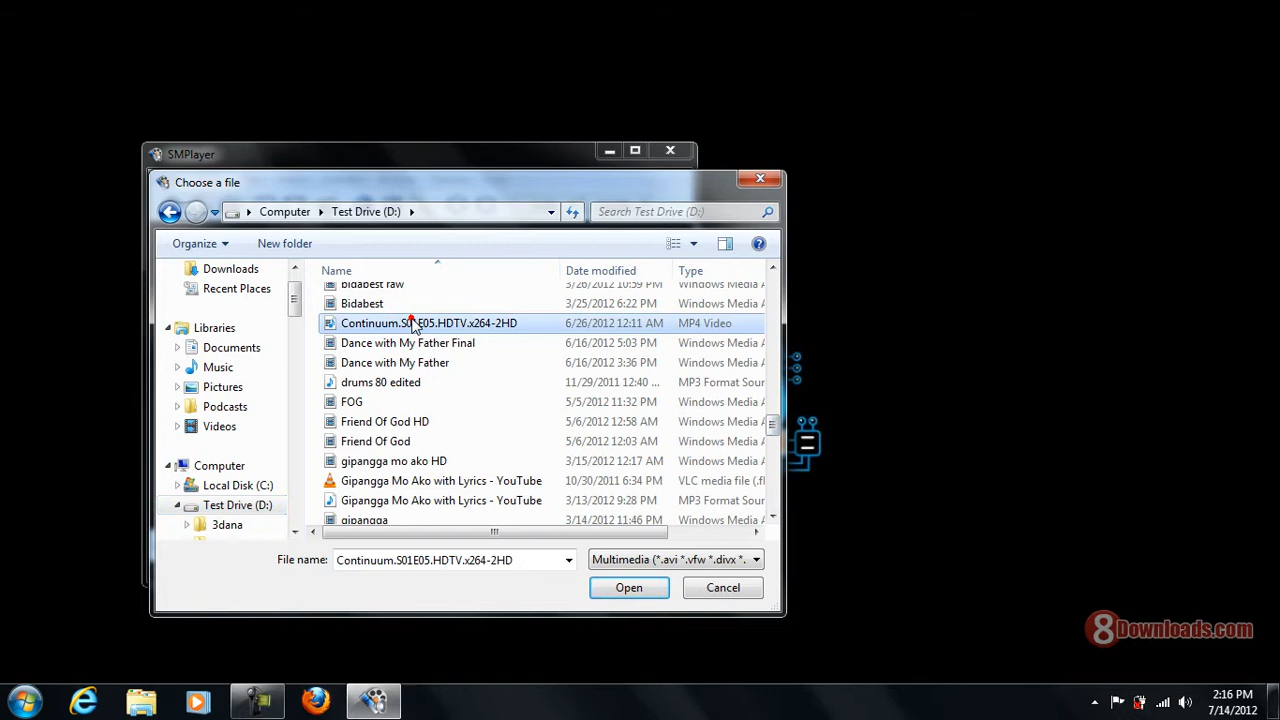 SMPlayer
Choose a file
Computer Test Drive (D:)
Search Test Drive (D:)
Organize New folder
Name Date modified Type
Downloads
Recent Places
Libraries
Documents
Music
Pictures
Podcasts
Videos
Computer
Local Disk (C:)
Test Drive (D:)
3dana
bidabest raw 3/26/2012 10:59 PM Windows Media A
Bidabest 3/25/2012 6:22 PM Windows Media A
Continuum.S01E05.HDTV.x264-2HD 6/26/2012 12:11 AM MP4 Video
Dance with My Father Final 6/16/2012 5:03 PM Windows Media A
Dance with My Father 6/16/2012 3:36 PM Windows Media A
drums 80 edited 11/29/2011 12:40 ... MP3 Format Sour
FOG 5/5/2012 11:32 PM Windows Media A
Friend Of God HD 5/6/2012 12:58 AM Windows Media A
Friend Of God 5/6/2012 12:03 AM Windows Media A
gipangga mo ako HD 3/15/2012 12:17 AM Windows Media A
Gipangga Mo Ako with Lyrics - YouTube 10/30/2011 6:34 PM VLC media file (.fl
Gipangga Mo Ako with Lyrics - YouTube 3/13/2012 9:28 PM MP3 Format Sour
gipangga 3/14/2012 11:46 PM Windows Media A
File name: Continuum.S01E05.HDTV.x264-2HD Multimedia (*.avi *.vfw *.divx *.
Open Cancel
8Downloads.com
2:16 PM
7/14/2012